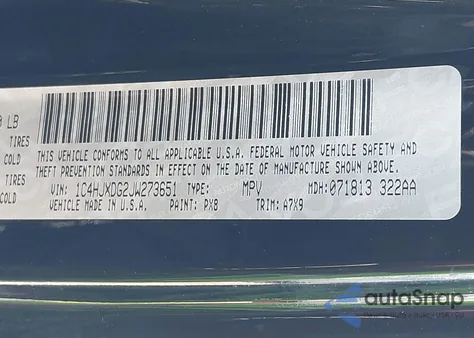 0 LB
TIRES
COLD
TIRES
COLD
THIS VEHICLE CONFORMS TO ALL APPLICABLE U.S.A. FEDERAL MOTOR VEHICLE SAFETY AND
THEFT PREVENTION STANDARDS IN EFFECT ON THE DATE OF MANUFACTURE SHOWN ABOVE.
VIN: 1C4HJXDG2JW273651 TYPE: MPV MDH: 071813 322AA
VEHICLE MADE IN U.S.A. PAINT: PX8 TRIM: A7X9
autoSnap